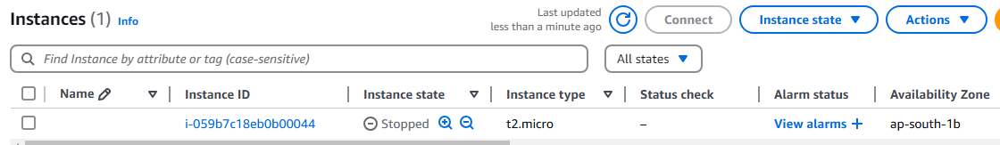 Instances (1) Info
Last updated
less than a minute ago
Connect
Instance state
Actions
Find Instance by attribute or tag (case-sensitive)
All states
Name Instance ID Instance state Instance type Status check Alarm status Availability Zone
i-059b7c18eb0b00044 Stopped t2.micro – View alarms + ap-south-1b